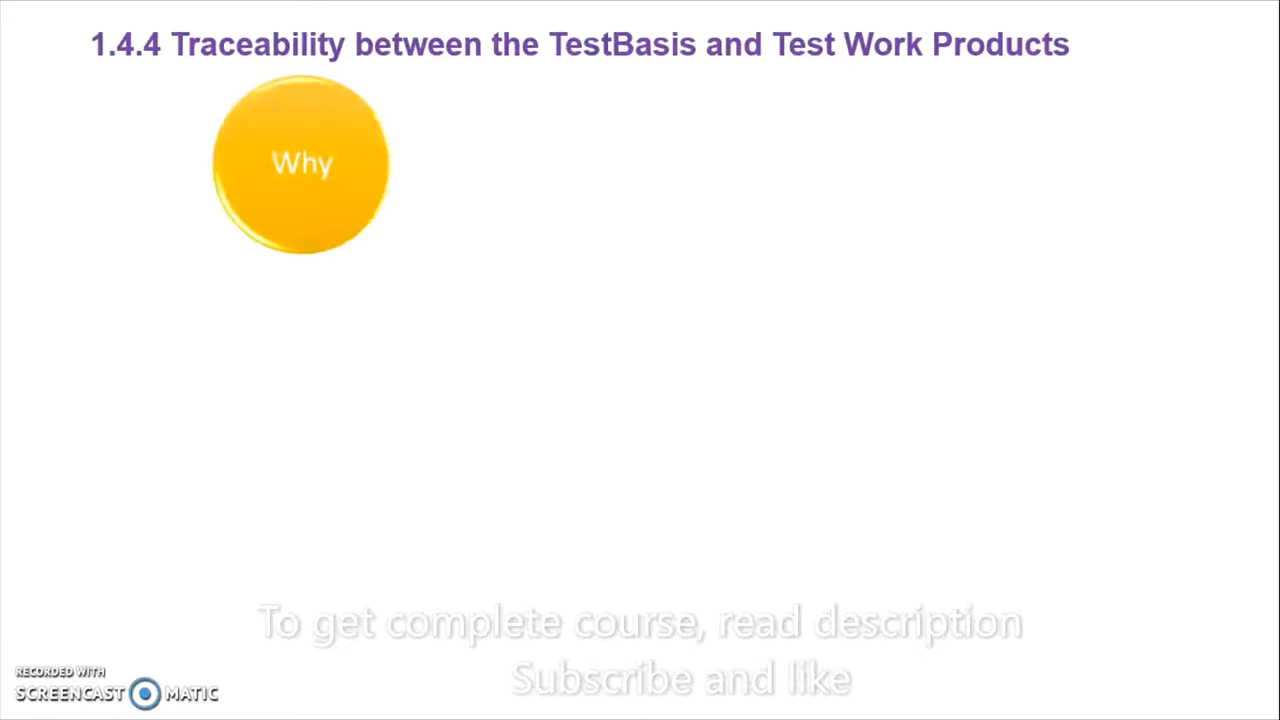 1.4.4 Traceability between the TestBasis and Test Work Products
Why
To get complete course, read description
Subscribe and like
RECORDED WITH
SCREENCAST MATIC